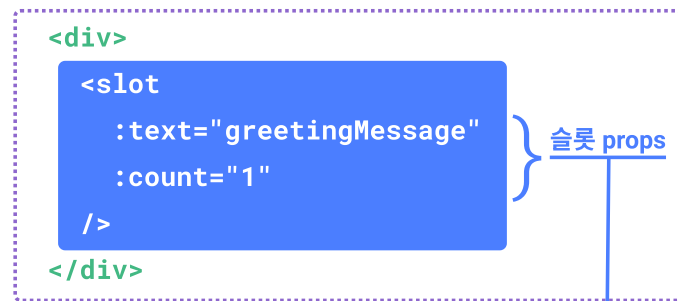 <div>
<slot
:text="greetingMessage"
:count="1"
/>
</div>
슬롯 props